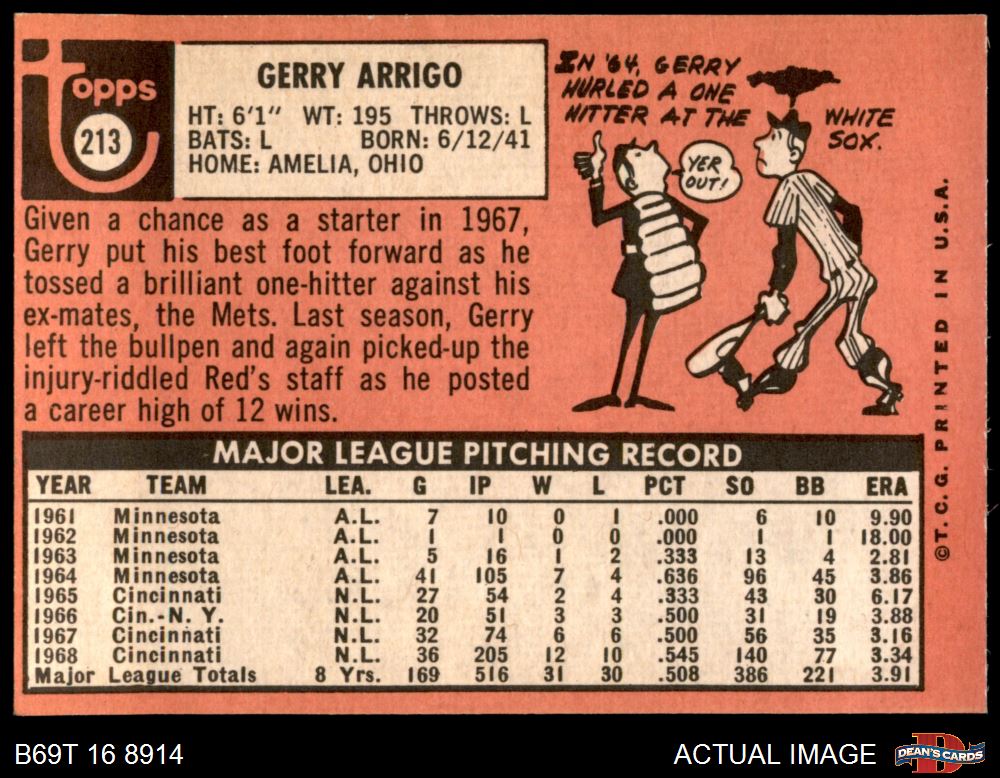 Topps
213
GERRY ARRIGO
HT: 6'1" WT: 195 THROWS: L
BATS: L BORN: 6/12/41
HOME: AMELIA, OHIO
Given a chance as a starter in 1967,
Gerry put his best foot forward as he
tossed a brilliant one-hitter against his
ex-mates, the Mets. Last season, Gerry
left the bullpen and again picked-up the
injury-riddled Red's staff as he posted
a career high of 12 wins.
IN '64, GERRY
HURLED A ONE
HITTER AT THE WHITE
SOX.
YER
OUT!
MAJOR LEAGUE PITCHING RECORD
YEAR TEAM LEA. G IP W L PCT SO BB ERA
1961 Minnesota A.L. 7 10 0 1 .000 6 10 9.90
1962 Minnesota A.L. 1 1 0 0 .000 1 1 18.00
1963 Minnesota A.L. 5 16 1 2 .333 13 4 2.81
1964 Minnesota A.L. 41 105 7 4 .636 96 45 3.86
1965 Cincinnati N.L. 27 54 2 4 .333 43 30 6.17
1966 Cin.-N. Y. N.L. 20 51 3 3 .500 31 19 3.88
1967 Cincinnati N.L. 32 74 6 6 .500 56 35 3.16
1968 Cincinnati N.L. 36 205 12 10 .545 140 77 3.34
Major League Totals 8 Yrs. 169 516 31 30 .508 386 221 3.91
©T. C. G. PRINTED IN U.S.A.
B69T 16 8914
ACTUAL IMAGE
D
DEAN'S CARDS